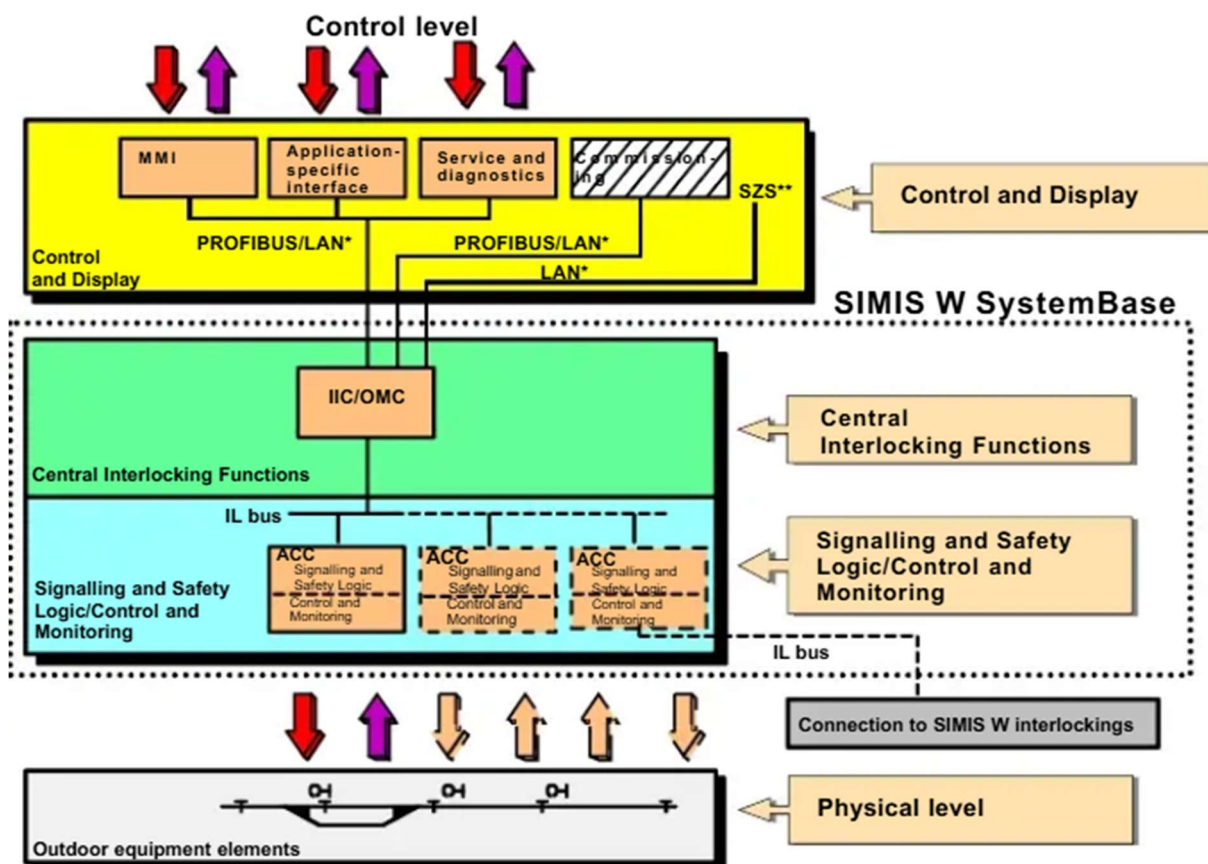 Control level
MMI
Application-
specific
interface
Service and
diagnostics
Commission-
ing
SZS**
PROFIBUS/LAN*
PROFIBUS/LAN*
LAN*
Control
and Display
Control and Display
SIMIS W SystemBase
IIC/OMC
Central Interlocking Functions
Central
Interlocking Functions
IL bus
ACC
Signalling and
Safety Logic
Control and
Monitoring
ACC
Signalling and
Safety Logic
Control and
Monitoring
ACC
Signalling and
Safety Logic
Control and
Monitoring
Signalling and Safety
Logic/Control and
Monitoring
Signalling and Safety
Logic/Control and
Monitoring
IL bus
Connection to SIMIS W interlockings
Physical level
Outdoor equipment elements